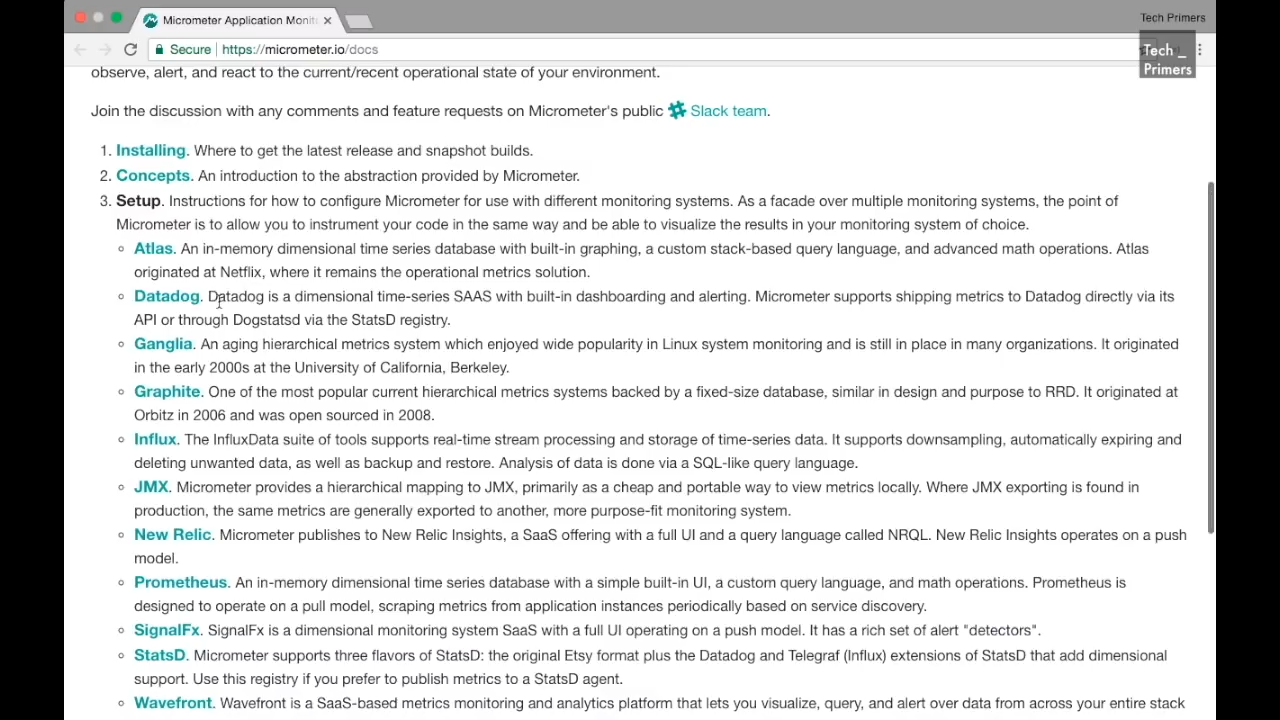 Micrometer Application Monit
Tech Primers
Secure https://micrometer.io/docs
Tech _
Primers
observe, alert, and react to the current/recent operational state of your environment.
Join the discussion with any comments and feature requests on Micrometer's public Slack team.
1. Installing. Where to get the latest release and snapshot builds.
2. Concepts. An introduction to the abstraction provided by Micrometer.
3. Setup. Instructions for how to configure Micrometer for use with different monitoring systems. As a facade over multiple monitoring systems, the point of
Micrometer is to allow you to instrument your code in the same way and be able to visualize the results in your monitoring system of choice.
Atlas. An in-memory dimensional time series database with built-in graphing, a custom stack-based query language, and advanced math operations. Atlas
originated at Netflix, where it remains the operational metrics solution.
Datadog. Datadog is a dimensional time-series SAAS with built-in dashboarding and alerting. Micrometer supports shipping metrics to Datadog directly via its
API or through Dogstatsd via the StatsD registry.
Ganglia. An aging hierarchical metrics system which enjoyed wide popularity in Linux system monitoring and is still in place in many organizations. It originated
in the early 2000s at the University of California, Berkeley.
Graphite. One of the most popular current hierarchical metrics systems backed by a fixed-size database, similar in design and purpose to RRD. It originated at
Orbitz in 2006 and was open sourced in 2008.
Influx. The InfluxData suite of tools supports real-time stream processing and storage of time-series data. It supports downsampling, automatically expiring and
deleting unwanted data, as well as backup and restore. Analysis of data is done via a SQL-like query language.
JMX. Micrometer provides a hierarchical mapping to JMX, primarily as a cheap and portable way to view metrics locally. Where JMX exporting is found in
production, the same metrics are generally exported to another, more purpose-fit monitoring system.
New Relic. Micrometer publishes to New Relic Insights, a SaaS offering with a full UI and a query language called NRQL. New Relic Insights operates on a push
model.
Prometheus. An in-memory dimensional time series database with a simple built-in UI, a custom query language, and math operations. Prometheus is
designed to operate on a pull model, scraping metrics from application instances periodically based on service discovery.
SignalFx. SignalFx is a dimensional monitoring system SaaS with a full UI operating on a push model. It has a rich set of alert "detectors".
StatsD. Micrometer supports three flavors of StatsD: the original Etsy format plus the Datadog and Telegraf (Influx) extensions of StatsD that add dimensional
support. Use this registry if you prefer to publish metrics to a StatsD agent.
Wavefront. Wavefront is a SaaS-based metrics monitoring and analytics platform that lets you visualize, query, and alert over data from across your entire stack